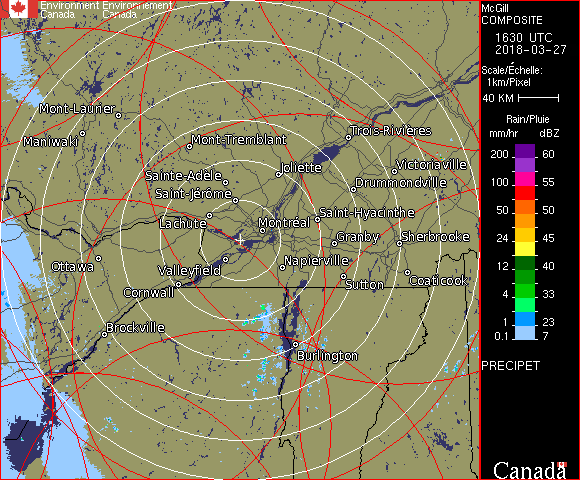 Environment Environnement
Canada Canada
McGill
COMPOSITE
1630 UTC
2018-03-27
Scale/Échelle:
1km/Pixel
40 KM
Rain/Pluie
mm/hr dBZ
200 60
100 55
50 50
24 45
12 40
8 33
4 33
1 23
0.1 7
PRECIPET
Canada
Mont-Laurier
Maniwaki
Mont-Tremblant
Trois-Rivières
Sainte-Adèle
Joliette
Victoriaville
Saint-Jérôme
Drummondville
Lachute
Montréal
Saint-Hyacinthe
Granby
Sherbrooke
Ottawa
Valleyfield
Napierville
Cornwall
Sutton
Coaticook
Brockville
Burlington